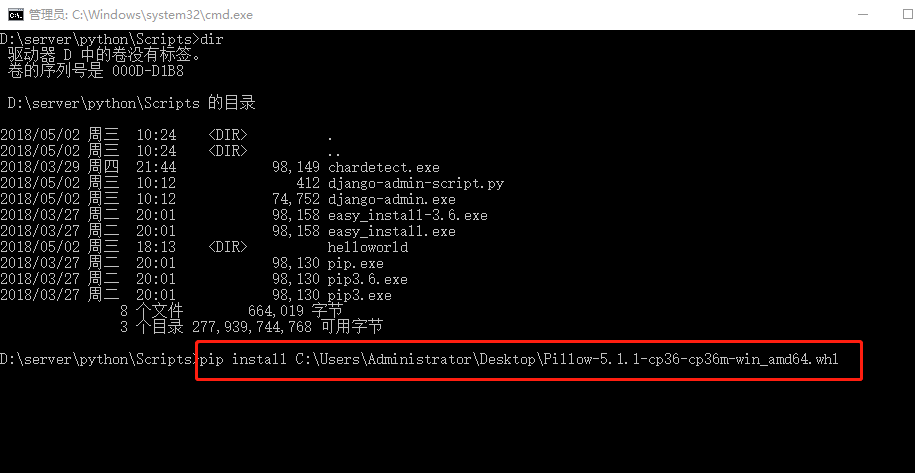 管理员: C:\Windows\system32\cmd.exe
D:\server\python\Scripts>dir
驱动器 D 中的卷没有标签。
卷的序列号是 000D-D1B8
D:\server\python\Scripts 的目录
2018/05/02 周三  10:24    <DIR>          .
2018/05/02 周三  10:24    <DIR>          ..
2018/03/29 周四  21:44            98,149 chardetect.exe
2018/05/02 周三  10:12               412 django-admin-script.py
2018/05/02 周三  10:12            74,752 django-admin.exe
2018/03/27 周二  20:01            98,158 easy_install-3.6.exe
2018/03/27 周二  20:01            98,158 easy_install.exe
2018/05/02 周三  18:13    <DIR>          helloworld
2018/03/27 周二  20:01            98,130 pip.exe
2018/03/27 周二  20:01            98,130 pip3.6.exe
2018/03/27 周二  20:01            98,130 pip3.exe
8 个文件        664,019 字节
3 个目录 277,939,744,768 可用字节
D:\server\python\Scripts>pip install C:\Users\Administrator\Desktop\Pillow-5.1.1-cp36-cp36m-win_amd64.whl